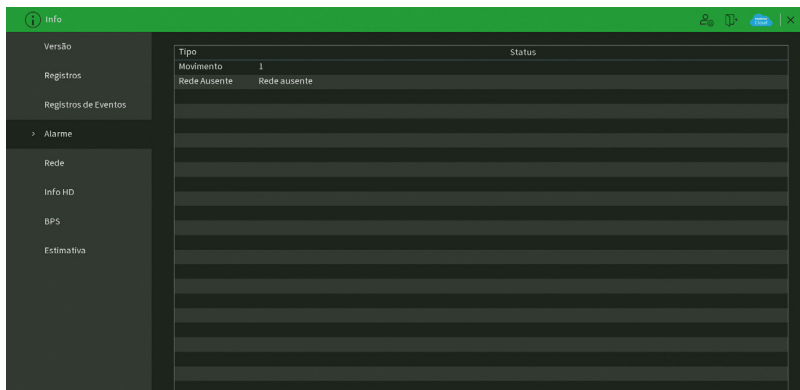 Info
Cloud
Versão
Registros
Registros de Eventos
Alarme
Rede
Info HD
BPS
Estimativa
Tipo Status
Movimento 1
Rede Ausente Rede ausente